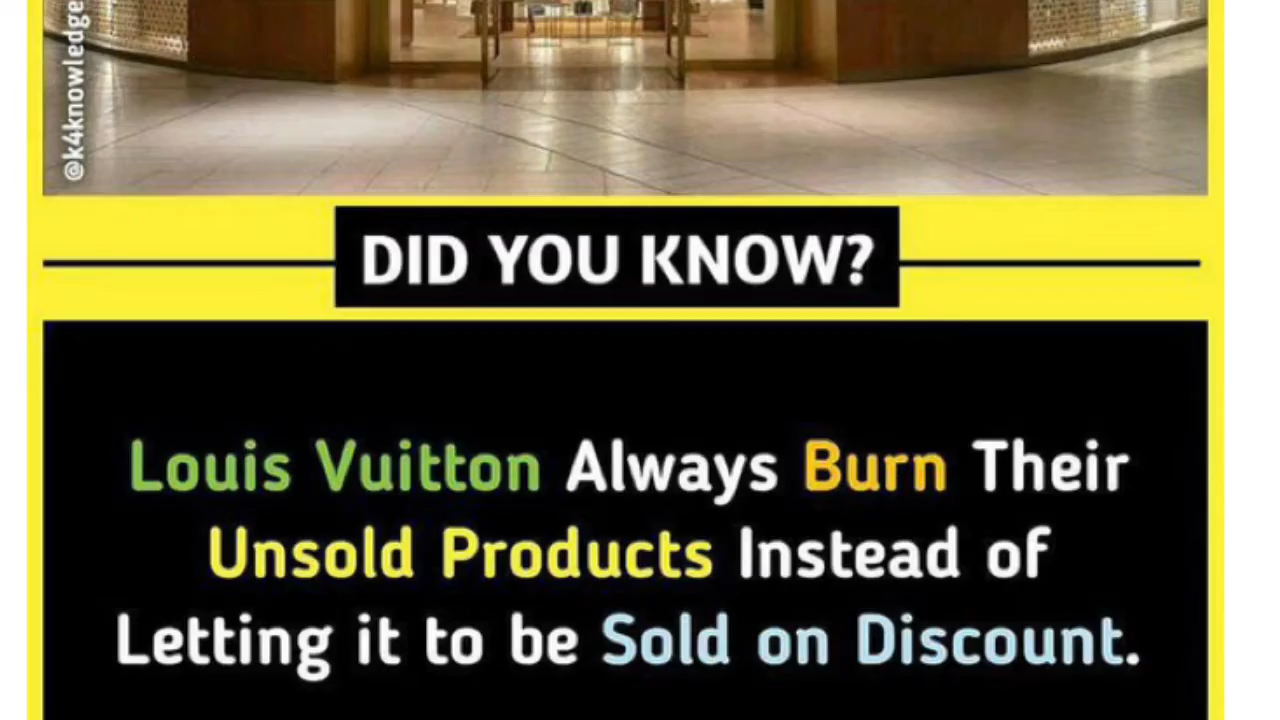 @k4knowledge
DID YOU KNOW?
Louis Vuitton Always Burn Their
Unsold Products Instead of
Letting it to be Sold on Discount.